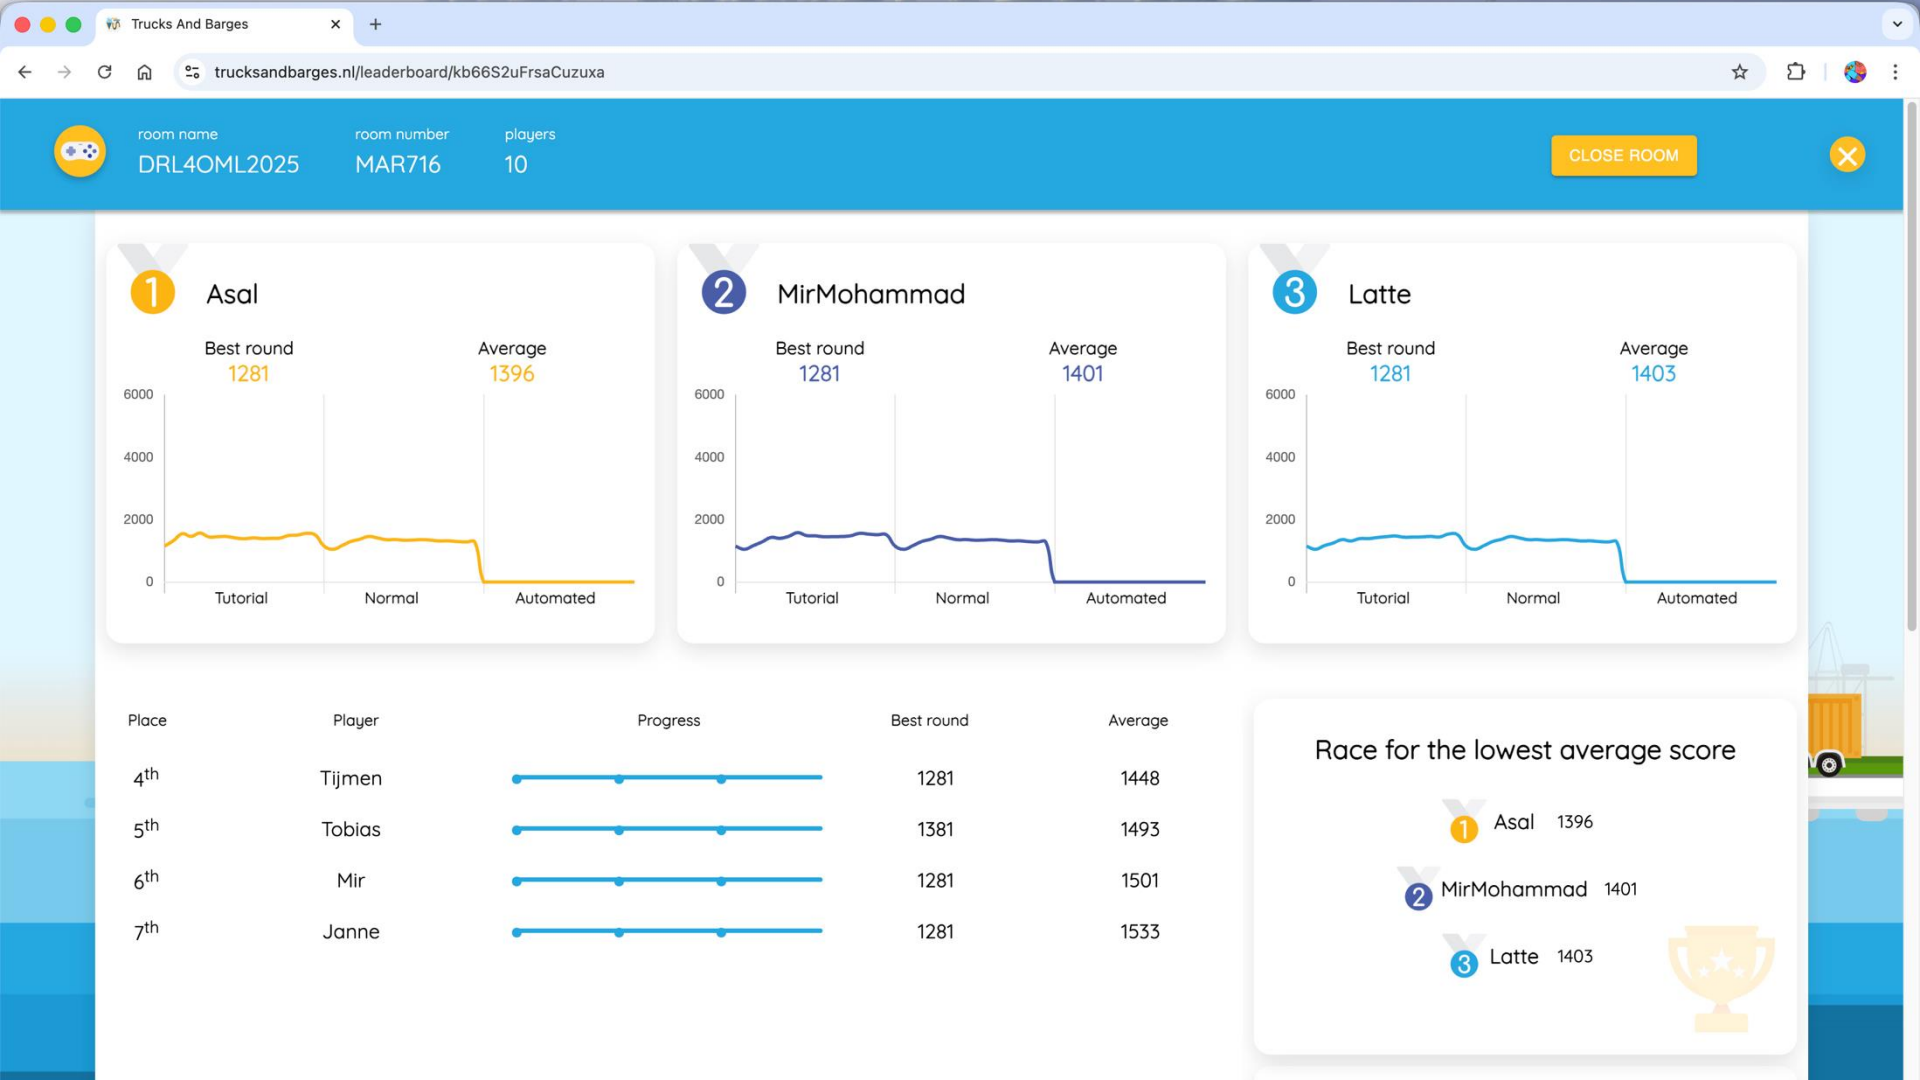 Trucks And Barges
trucksandbarges.nl/leaderboard/kb66S2uFrsaCuzuxa
room name room number players
DRL4OML2025 MAR716 10
CLOSE ROOM
1 Asal
Best round Average
1281 1396
6000
4000
2000
0
Tutorial Normal Automated
2 MirMohammad
Best round Average
1281 1401
6000
4000
2000
0
Tutorial Normal Automated
3 Latte
Best round Average
1281 1403
6000
4000
2000
0
Tutorial Normal Automated
Place Player Progress Best round Average
4th Tijmen 1281 1448
5th Tobias 1381 1493
6th Mir 1281 1501
7th Janne 1281 1533
Race for the lowest average score
1 Asal 1396
2 MirMohammad 1401
3 Latte 1403